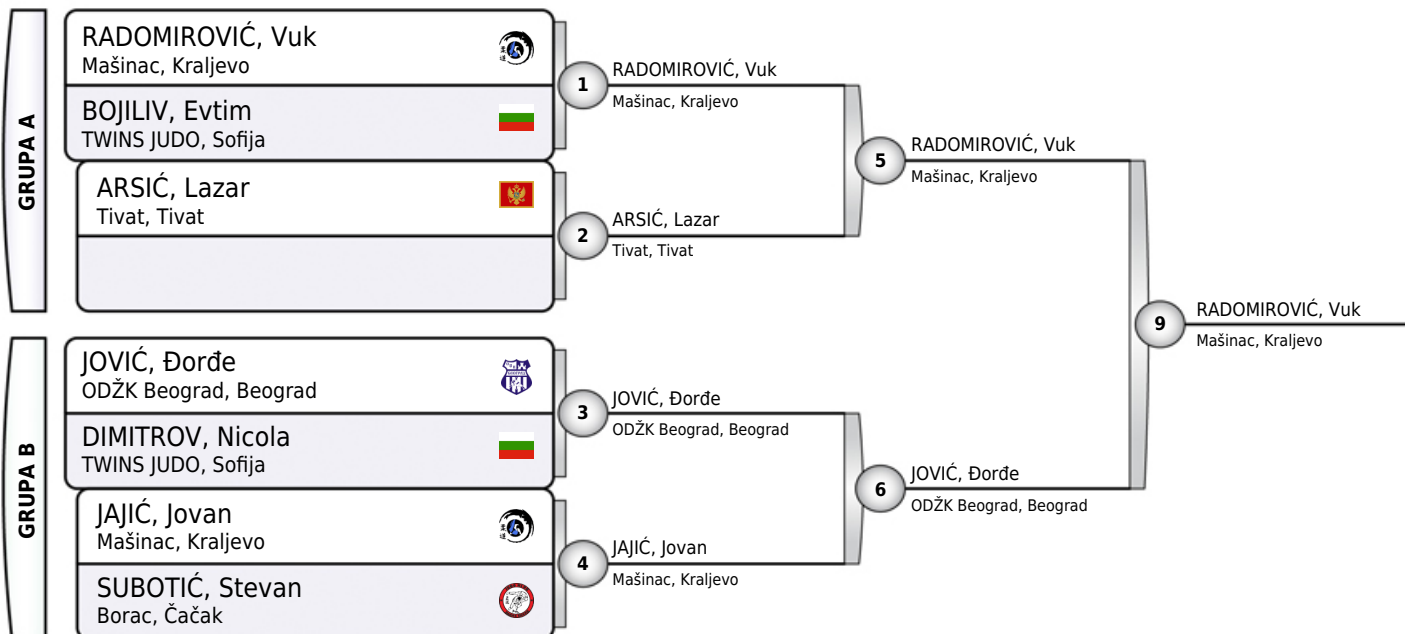 GRUPA A
RADOMIROVIĆ, Vuk
Mašinac, Kraljevo
BOJILIV, Evtim
TWINS JUDO, Sofija
ARSIĆ, Lazar
Tivat, Tivat
1
RADOMIROVIĆ, Vuk
Mašinac, Kraljevo
2
ARSIĆ, Lazar
Tivat, Tivat
5
RADOMIROVIĆ, Vuk
Mašinac, Kraljevo
GRUPA B
JOVIĆ, Đorđe
ODŽK Beograd, Beograd
DIMITROV, Nicola
TWINS JUDO, Sofija
JAJIĆ, Jovan
Mašinac, Kraljevo
SUBOTIĆ, Stevan
Borac, Čačak
3
JOVIĆ, Đorđe
ODŽK Beograd, Beograd
4
JAJIĆ, Jovan
Mašinac, Kraljevo
6
JOVIĆ, Đorđe
ODŽK Beograd, Beograd
9
RADOMIROVIĆ, Vuk
Mašinac, Kraljevo